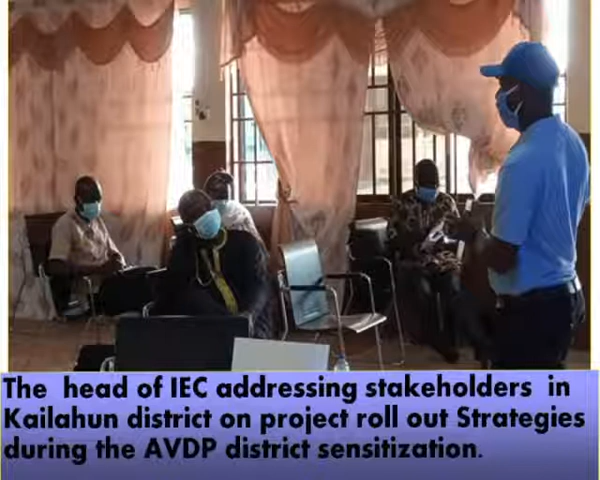 The head of IEC addressing stakeholders in
Kailahun district on project roll out Strategies
during the AVDP district sensitization.